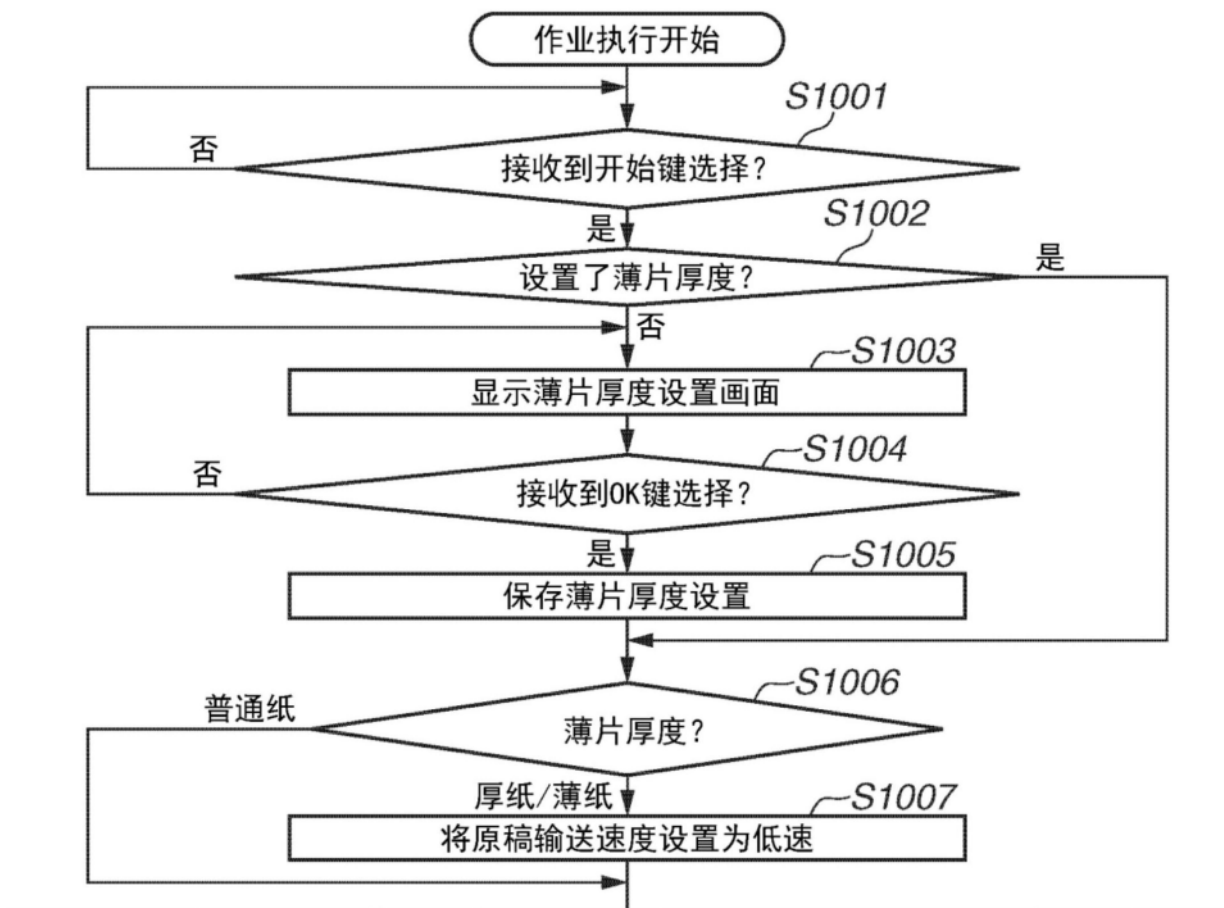 作业执行开始
S1001
否
接收到开始键选择？
是
S1002
设置了薄片厚度？
是
否
S1003
显示薄片厚度设置画面
S1004
否
接收到OK键选择？
是
S1005
保存薄片厚度设置
S1006
普通纸
薄片厚度？
厚纸/薄纸
S1007
将原稿输送速度设置为低速